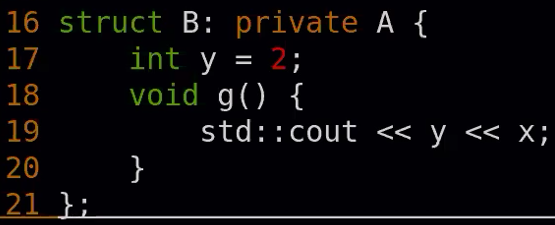 16 struct B: private A {
17     int y = 2;
18     void g() {
19         std::cout << y << x;
20     }
21 };